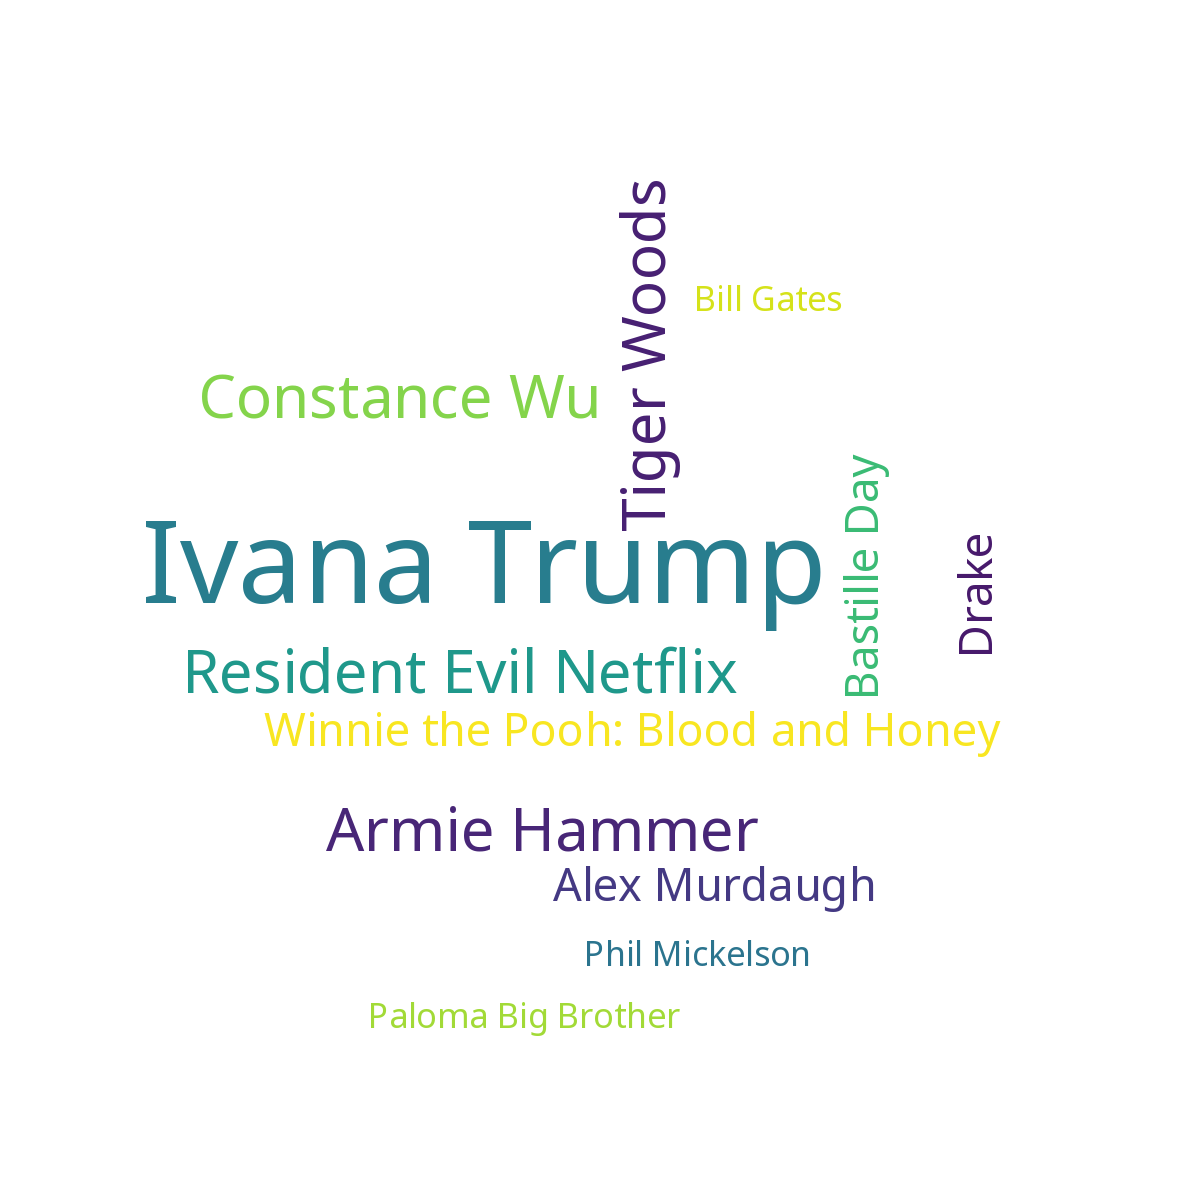 Tiger Woods
Bill Gates
Constance Wu
Ivana Trump
Bastille Day
Drake
Resident Evil Netflix
Winnie the Pooh: Blood and Honey
Armie Hammer
Alex Murdaugh
Phil Mickelson
Paloma Big Brother